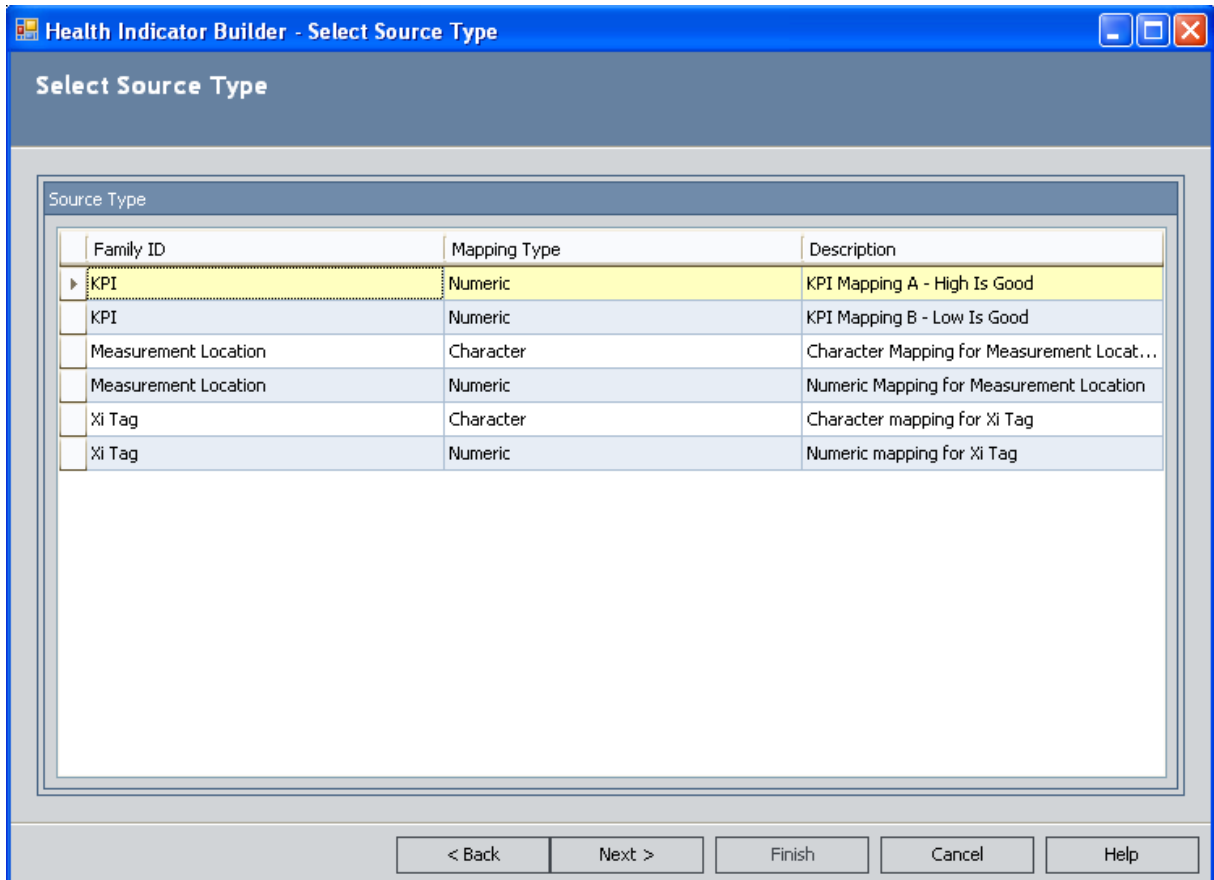 Health Indicator Builder - Select Source Type
Select Source Type
Source Type
Family ID Mapping Type Description
KPI Numeric KPI Mapping A - High Is Good
KPI Numeric KPI Mapping B - Low Is Good
Measurement Location Character Character Mapping for Measurement Locat...
Measurement Location Numeric Numeric Mapping for Measurement Location
Xi Tag Character Character mapping for Xi Tag
Xi Tag Numeric Numeric mapping for Xi Tag
< Back Next > Finish Cancel Help